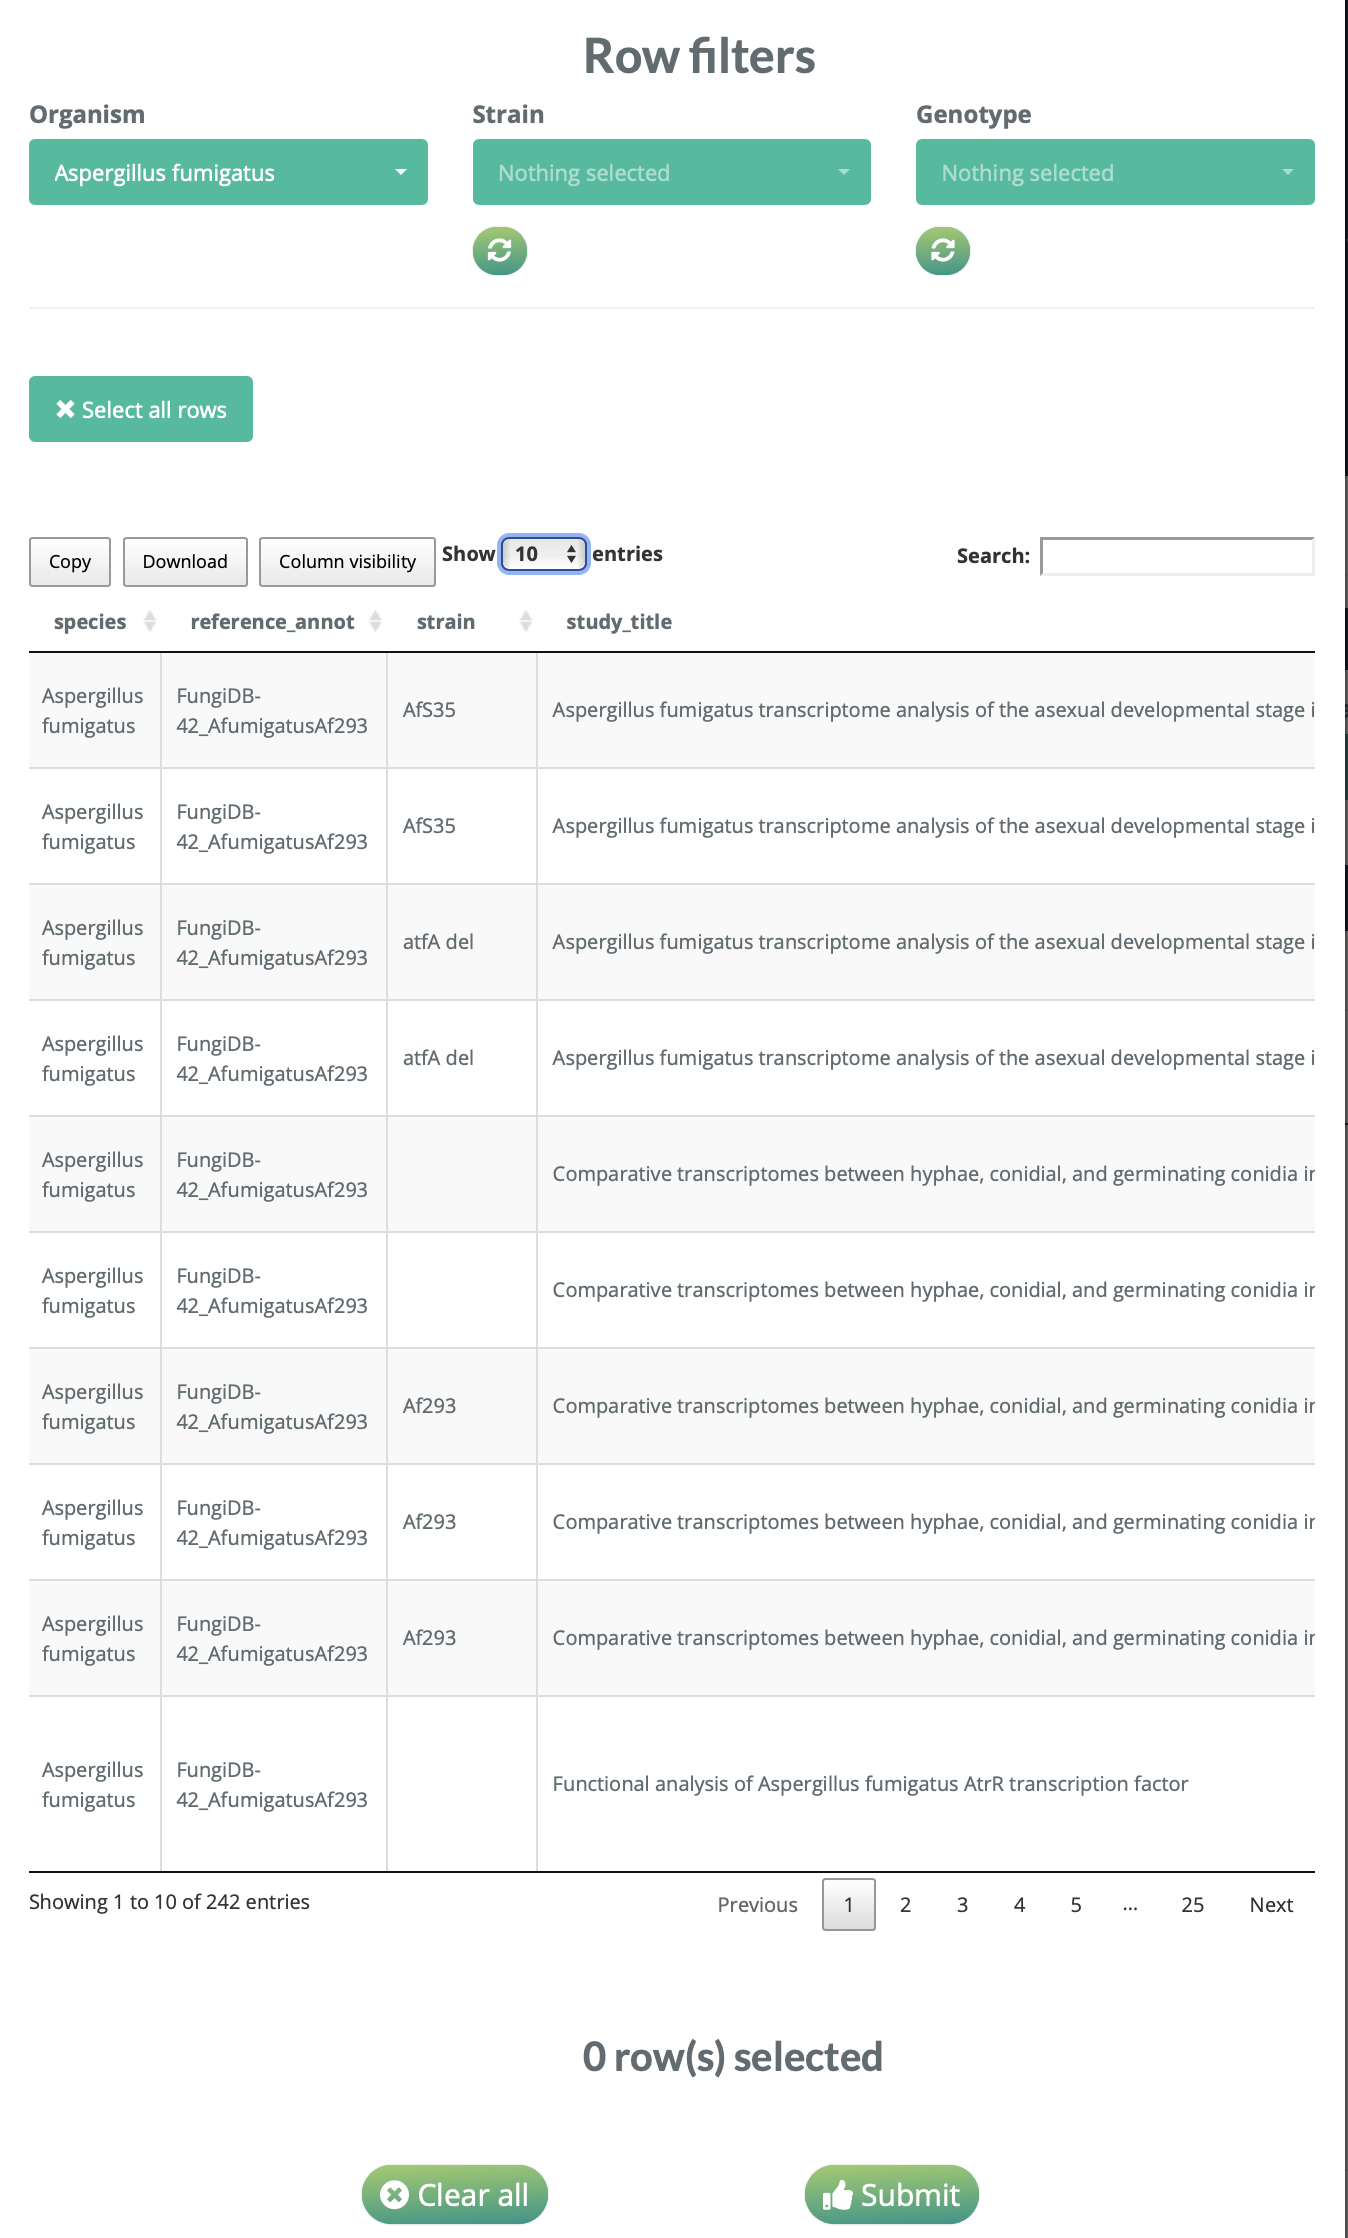 Row filters
Organism Strain Genotype
Aspergillus fumigatus Nothing selected Nothing selected
Select all rows
Copy Download Column visibility Show 10 entries Search:
species reference_annot strain study_title
Aspergillus fumigatus FungiDB-42_AfumigatusAf293 AfS35 Aspergillus fumigatus transcriptome analysis of the asexual developmental stage i
Aspergillus fumigatus FungiDB-42_AfumigatusAf293 AfS35 Aspergillus fumigatus transcriptome analysis of the asexual developmental stage i
Aspergillus fumigatus FungiDB-42_AfumigatusAf293 atfA del Aspergillus fumigatus transcriptome analysis of the asexual developmental stage i
Aspergillus fumigatus FungiDB-42_AfumigatusAf293 atfA del Aspergillus fumigatus transcriptome analysis of the asexual developmental stage i
Aspergillus fumigatus FungiDB-42_AfumigatusAf293 Comparative transcriptomes between hyphae, conidial, and germinating conidia in
Aspergillus fumigatus FungiDB-42_AfumigatusAf293 Comparative transcriptomes between hyphae, conidial, and germinating conidia in
Aspergillus fumigatus FungiDB-42_AfumigatusAf293 Af293 Comparative transcriptomes between hyphae, conidial, and germinating conidia in
Aspergillus fumigatus FungiDB-42_AfumigatusAf293 Af293 Comparative transcriptomes between hyphae, conidial, and germinating conidia in
Aspergillus fumigatus FungiDB-42_AfumigatusAf293 Af293 Comparative transcriptomes between hyphae, conidial, and germinating conidia in
Aspergillus fumigatus FungiDB-42_AfumigatusAf293 Functional analysis of Aspergillus fumigatus AtrR transcription factor
Showing 1 to 10 of 242 entries Previous 1 2 3 4 5 ... 25 Next
0 row(s) selected
Clear all Submit